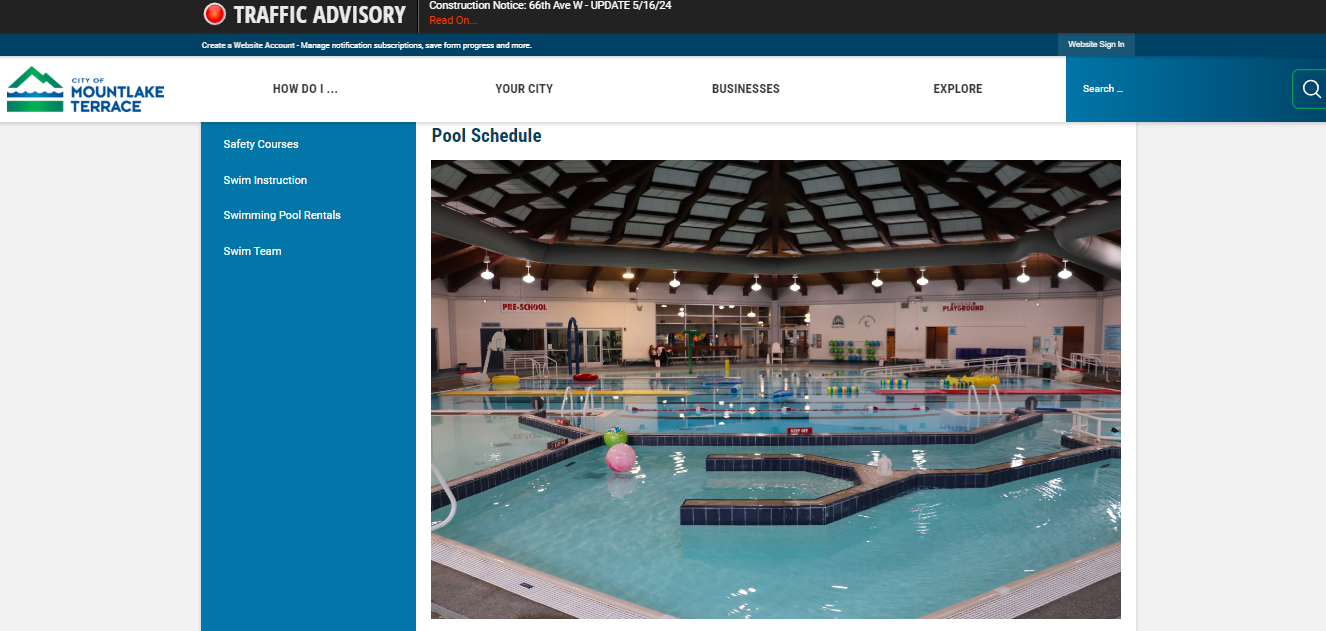 TRAFFIC ADVISORY
Construction Notice: 66th Ave W - UPDATE 5/16/24
Read On...
Create a Website Account - Manage notification subscriptions, save form progress and more.
Website Sign In
CITY OF
MOUNTLAKE
TERRACE
HOW DO I ...
YOUR CITY
BUSINESSES
EXPLORE
Search ...
Safety Courses
Swim Instruction
Swimming Pool Rentals
Swim Team
Pool Schedule
PRE-SCHOOL
PLAYGROUND
KEEP OFF